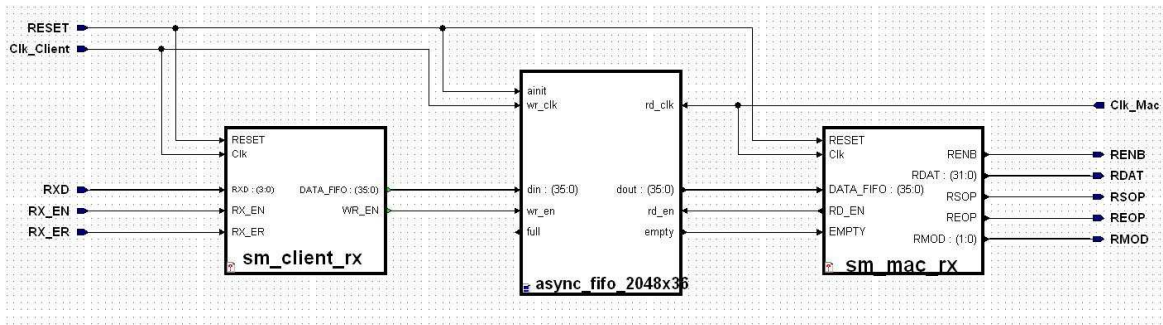 RESET
Clk_Client
ainit
wr_clk
rd_clk
Clk_Mac
RESET
Clk
RESET
Clk
RENB
RENB
RXD
RXD : (3:0)
DATA_FIFO : (35:0)
din : (35:0)
dout : (35:0)
DATA_FIFO : (35:0)
RDAT : (31:0)
RDAT
RX_EN
RX_EN
WR_EN
wr_en
rd_en
RD_EN
RSOP
RSOP
RX_ER
RX_ER
full
empty
EMPTY
REOP
REOP
RMOD : (1:0)
RMOD
sm_client_rx
sm_mac_rx
async_fifo_2048x36